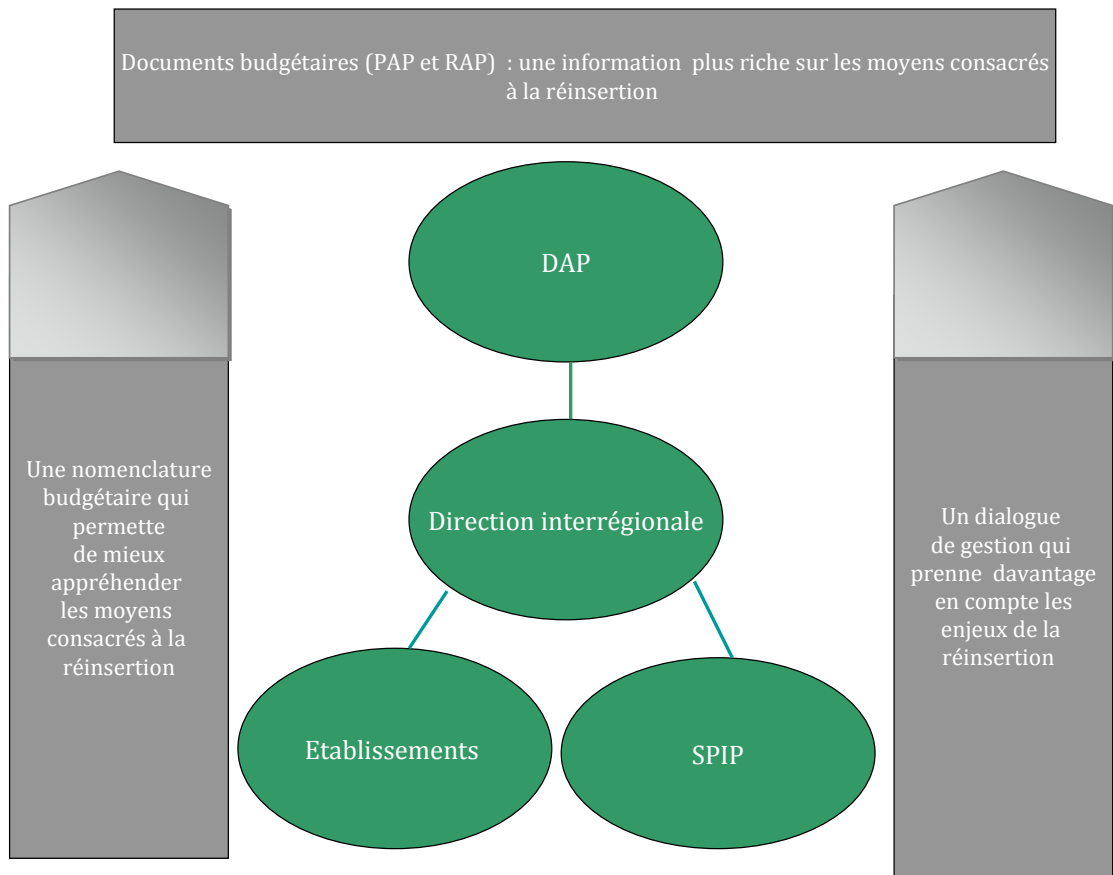 Documents budgétaires (PAP et RAP)  : une information  plus riche sur les moyens consacrés
à la réinsertion
DAP
Une nomenclature
budgétaire qui
permette
de mieux
appréhender
les moyens
consacrés à la
réinsertion
Direction interrégionale
Un dialogue
de gestion qui
prenne  davantage
en compte les
enjeux de la
réinsertion
Etablissements
SPIP